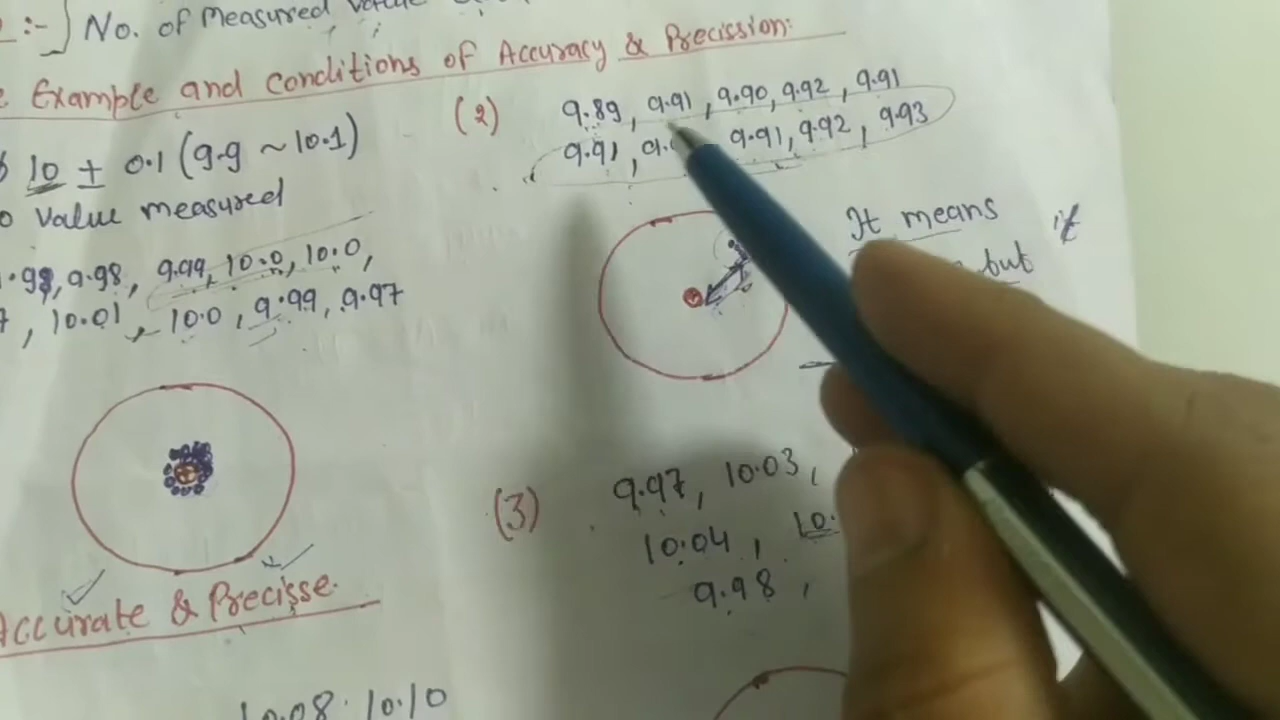 :- No. of Measured Value
Example and Conditions of Accuracy & Precission:
10 ± 0.1 (9.9 ~ 10.1)
Value measured
9.98, 9.99, 10.0, 10.0,
, 10.01, 10.0, 9.99, 9.97
Accurate & Precisse.
10.08. 10.10
(2) 9.89, 9.91, 9.90, 9.92, 9.91
9.91, 9.91, 9.92, 9.93
It means it
but
(3) 9.97, 10.03,
10.04, 10.
9.98,